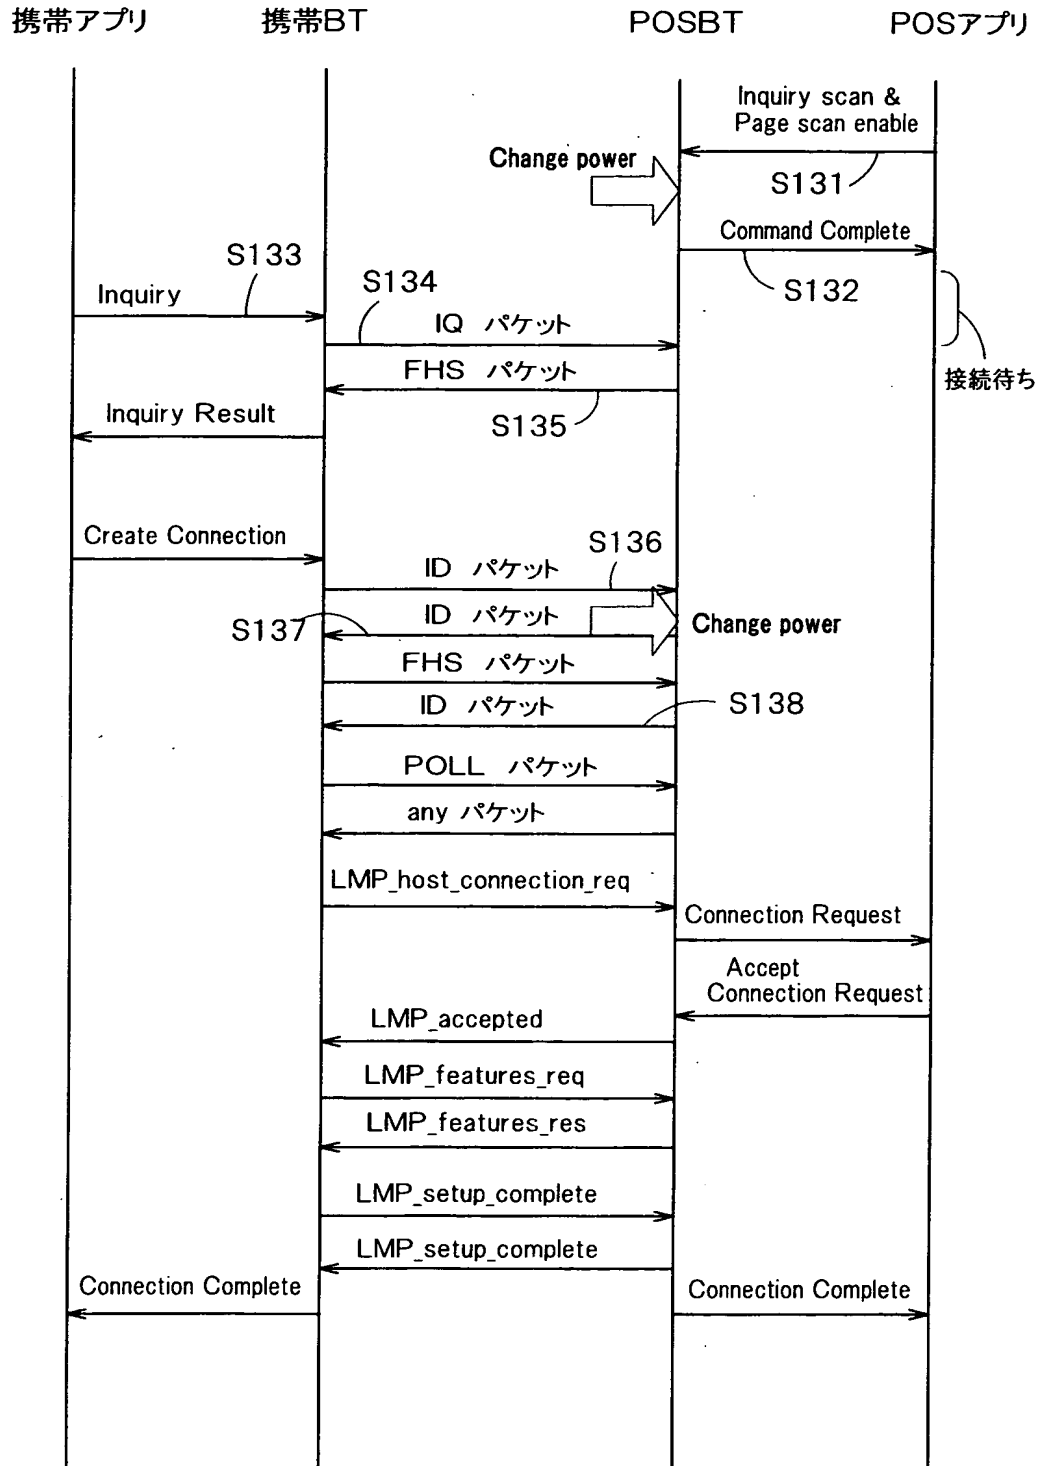 携帯アプリ
携帯BT
POSBT
POSアプリ
Inquiry scan &
Page scan enable
Change power
S131
Command Complete
S133
S132
Inquiry
S134
IQ パケット
FHS パケット
接続待ち
Inquiry Result
S135
Create Connection
S136
ID パケット
ID パケット
S137
Change power
FHS パケット
ID パケット
S138
POLL パケット
any パケット
LMP_host_connection_req
Connection Request
Accept
Connection Request
LMP_accepted
LMP_features_req
LMP_features_res
LMP_setup_complete
LMP_setup_complete
Connection Complete
Connection Complete